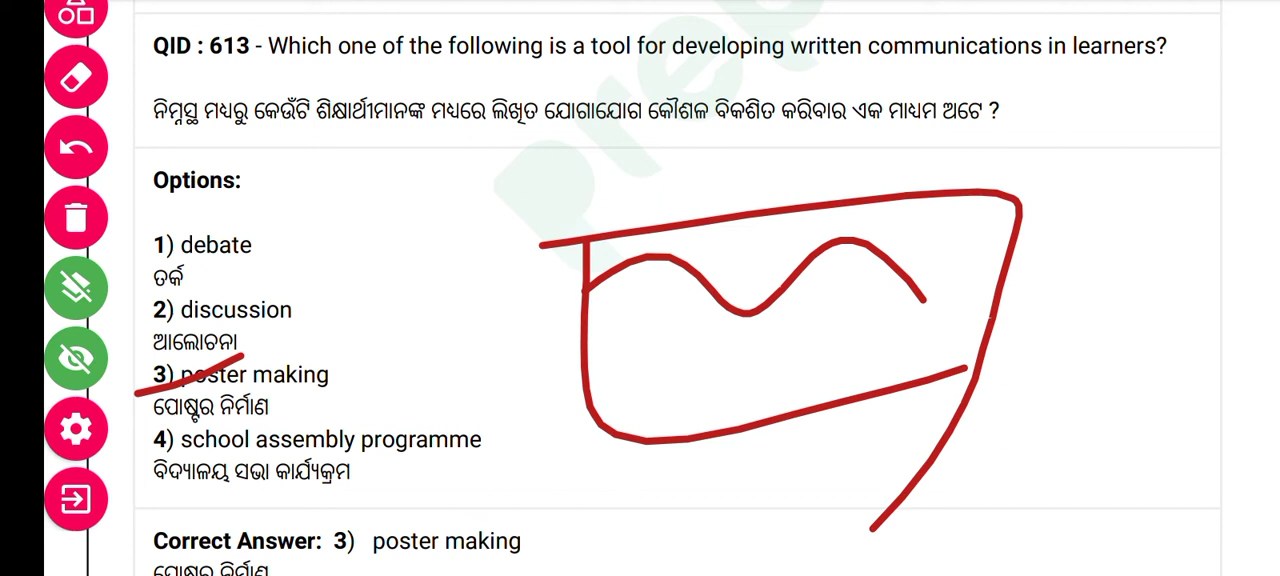 QID : 613 - Which one of the following is a tool for developing written communications in learners?
ନିମ୍ନସ୍ଥ ମଧ୍ୟରୁ କେଉଁଟି ଶିକ୍ଷାର୍ଥୀମାନଙ୍କ ମଧ୍ୟରେ ଲିଖିତ ଯୋଗାଯୋଗ କୌଶଳ ବିକଶିତ କରିବାର ଏକ ମାଧ୍ୟମ ଅଟେ ?
Options:
1) debate
ତର୍କ
2) discussion
ଆଲୋଚନା
3) poster making
ପୋଷ୍ଟର ନିର୍ମାଣ
4) school assembly programme
ବିଦ୍ୟାଳୟ ସଭା କାର୍ଯ୍ୟକ୍ରମ
Correct Answer: 3) poster making
ପୋଷ୍ଟର ନିର୍ମାଣ
Prep